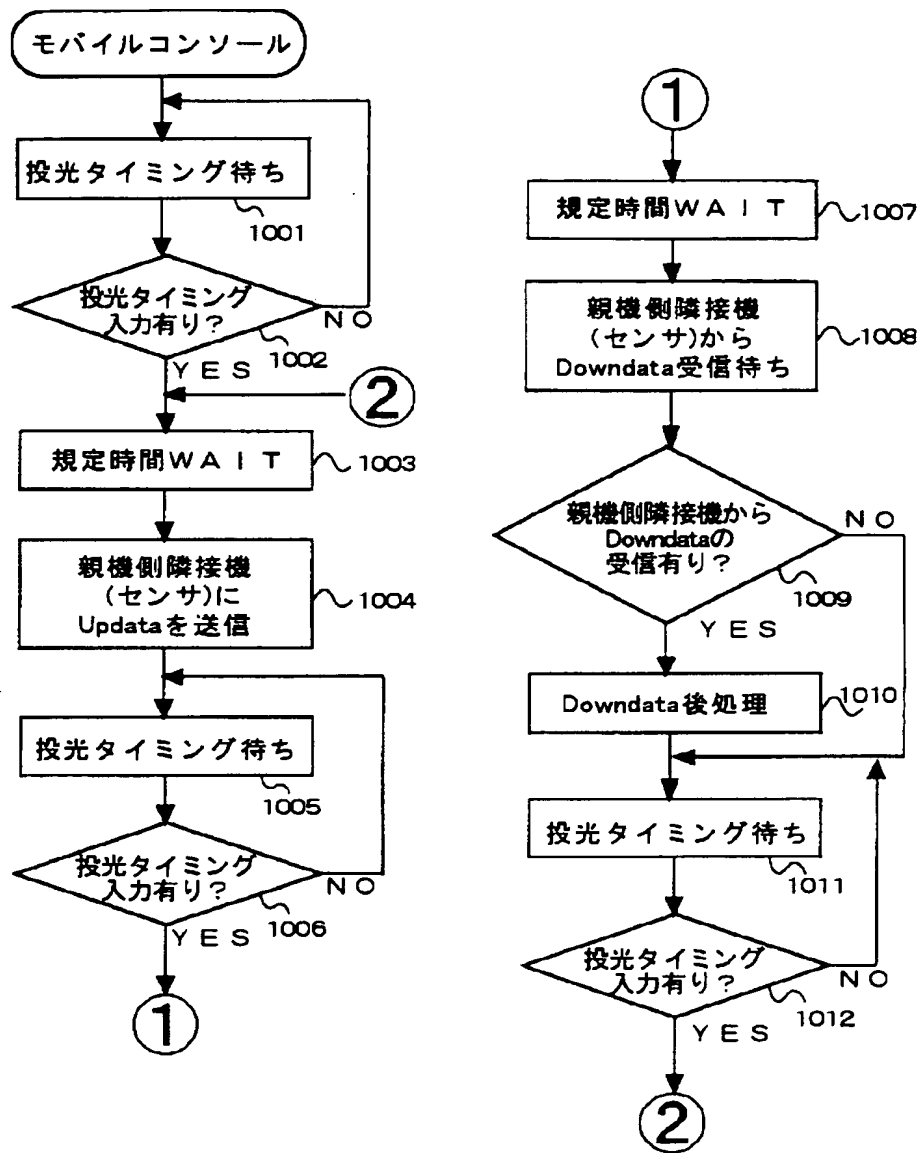 モバイルコンソール
投光タイミング待ち
1001
投光タイミング
入力有り？
NO
1002
YES
②
規定時間WAIT
1003
親機側隣接機
(センサ)に
Updataを送信
1004
投光タイミング待ち
1005
投光タイミング
入力有り？
NO
1006
YES
①
①
規定時間WAIT
1007
親機側隣接機
(センサ)から
Downdata受信待ち
1008
親機側隣接機から
Downdataの
受信有り？
NO
1009
YES
Downdata後処理
1010
投光タイミング待ち
1011
投光タイミング
入力有り？
NO
1012
YES
②